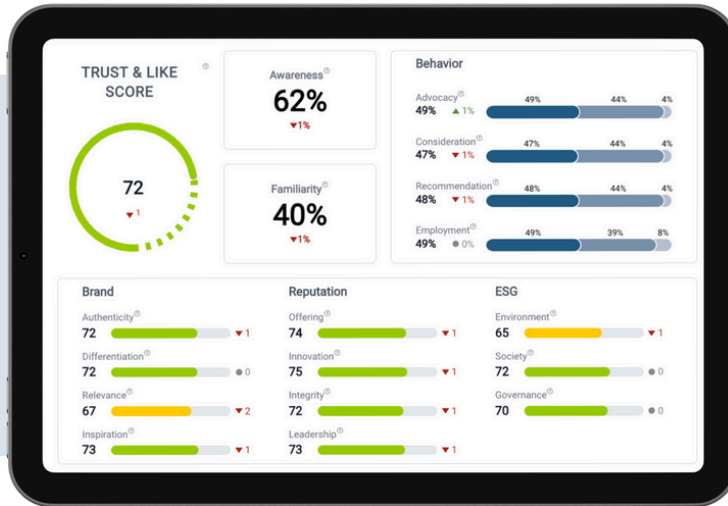 TRUST & LIKE
SCORE
72
▼ 1
Awareness
62%
▼1%
Familiarity
40%
▼1%
Behavior
Advocacy
49% ▲ 1%
49% 44% 4%
Consideration
47% ▼ 1%
47% 44% 4%
Recommendation
48% ▼ 1%
48% 44% 4%
Employment
49% ● 0%
49% 39% 8%
Brand
Authenticity
72 ▼ 1
Differentiation
72 ● 0
Relevance
67 ▼ 2
Inspiration
73 ▼ 1
Reputation
Offering
74 ▼ 1
Innovation
75 ▼ 1
Integrity
72 ▼ 1
Leadership
73 ▼ 1
ESG
Environment
65 ▼ 1
Society
72 ● 0
Governance
70 ● 0